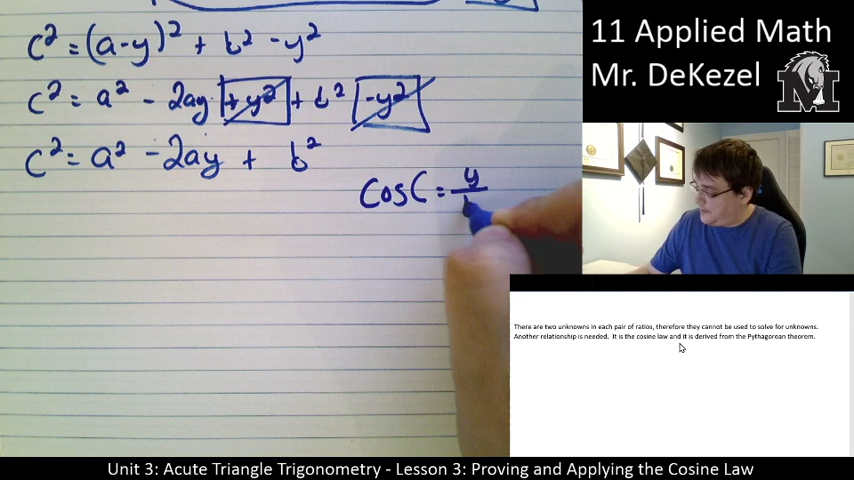 c² = (a-y)² + b² - y²
c² = a² - 2ay + y² + b² - y²
c² = a² - 2ay + b²
Cos C = y
11 Applied Math
Mr. DeKezel
M
There are two unknowns in each pair of ratios, therefore they cannot be used to solve for unknowns.
Another relationship is needed. It is the cosine law and it is derived from the Pythagorean theorem.
Unit 3: Acute Triangle Trigonometry - Lesson 3: Proving and Applying the Cosine Law